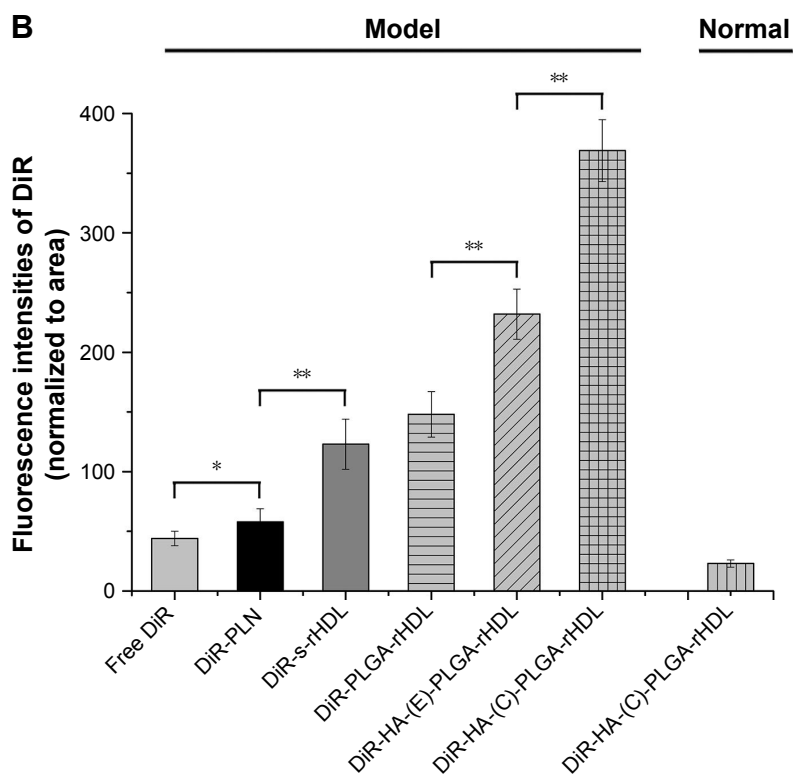 B
Model
Normal
Fluorescence intensities of DiR
(normalized to area)
400
300
200
100
0
*
**
**
**
Free DiR
DiR-PLN
DiR-s-rHDL
DiR-PLGA-rHDL
DiR-HA-(E)-PLGA-rHDL
DiR-HA-(C)-PLGA-rHDL
DiR-HA-(C)-PLGA-rHDL